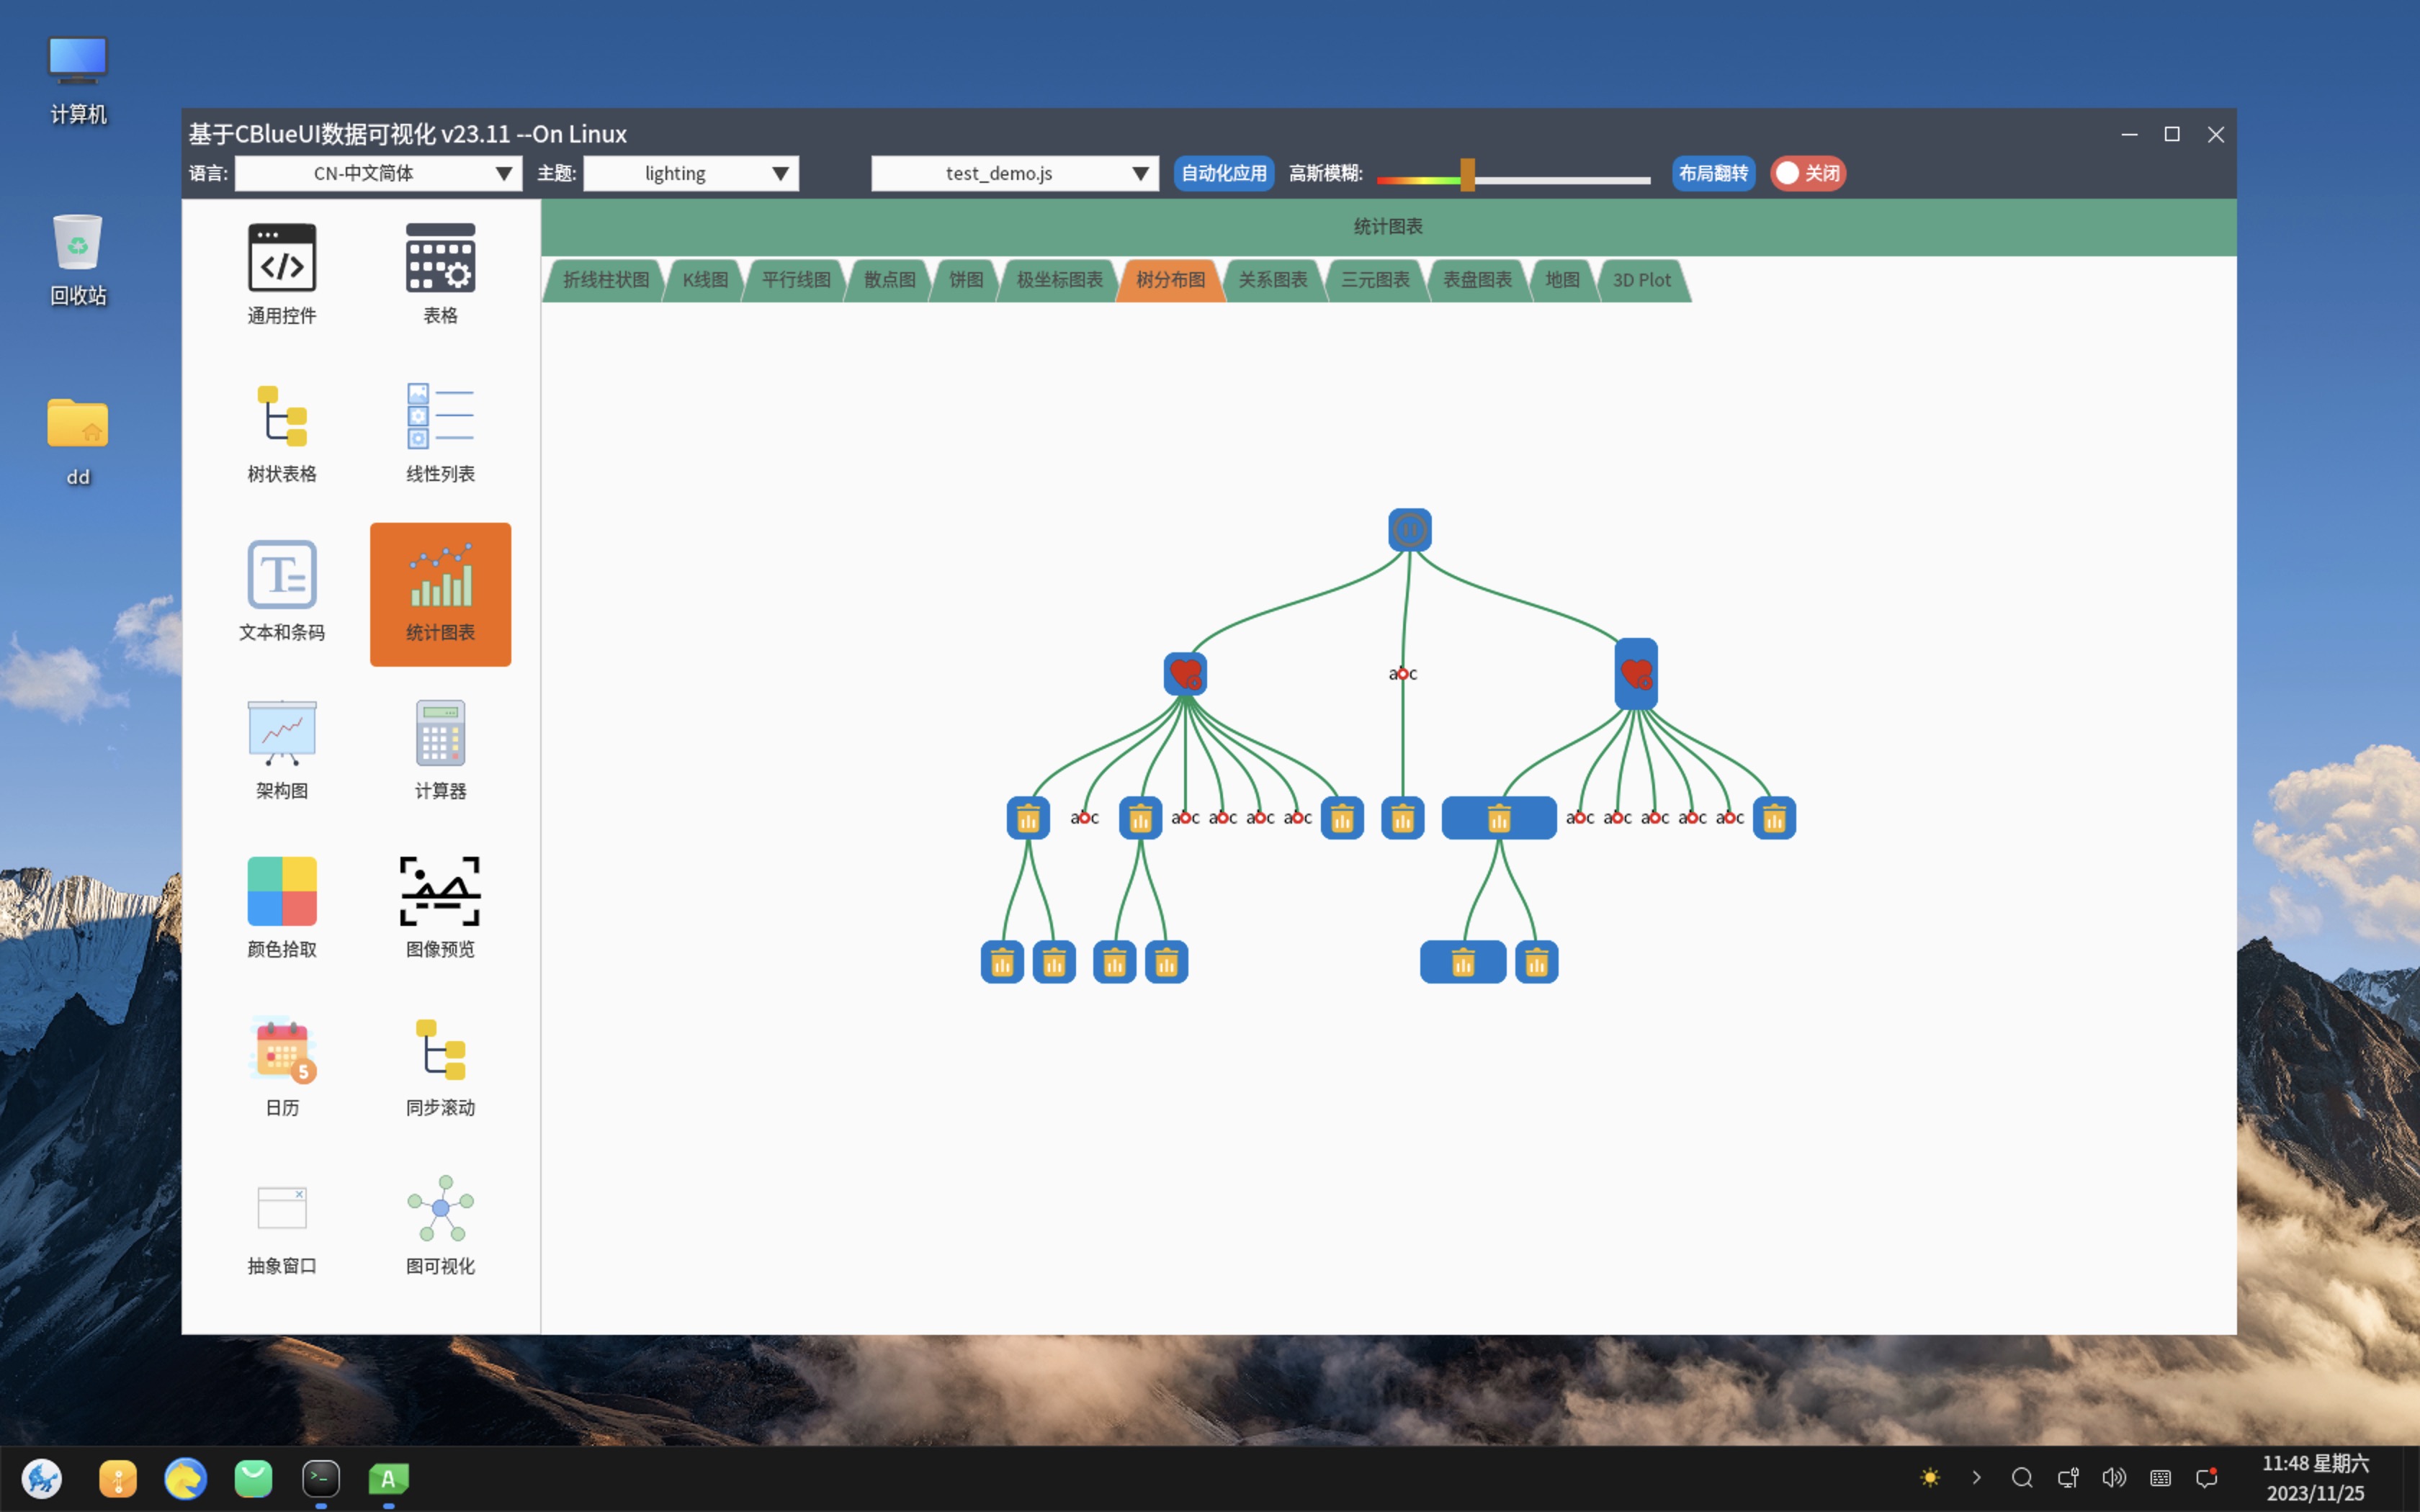 计算机
回收站
dd
基于CBlueUI数据可视化 v23.11 --On Linux
语言: CN-中文简体 主题: lighting test_demo.js 自动化应用 高斯模糊: 布局翻转 关闭
统计图表
折线柱状图 K线图 平行线图 散点图 饼图 极坐标图表 树分布图 关系图表 三元图表 表盘图表 地图 3D Plot
通用控件 表格
树状表格 线性列表
文本和条码 统计图表
架构图 计算器
颜色拾取 图像预览
5
日历 同步滚动
抽象窗口 图可视化
abc
abc abc abc abc abc abc abc abc abc abc
11:48 星期六
2023/11/25